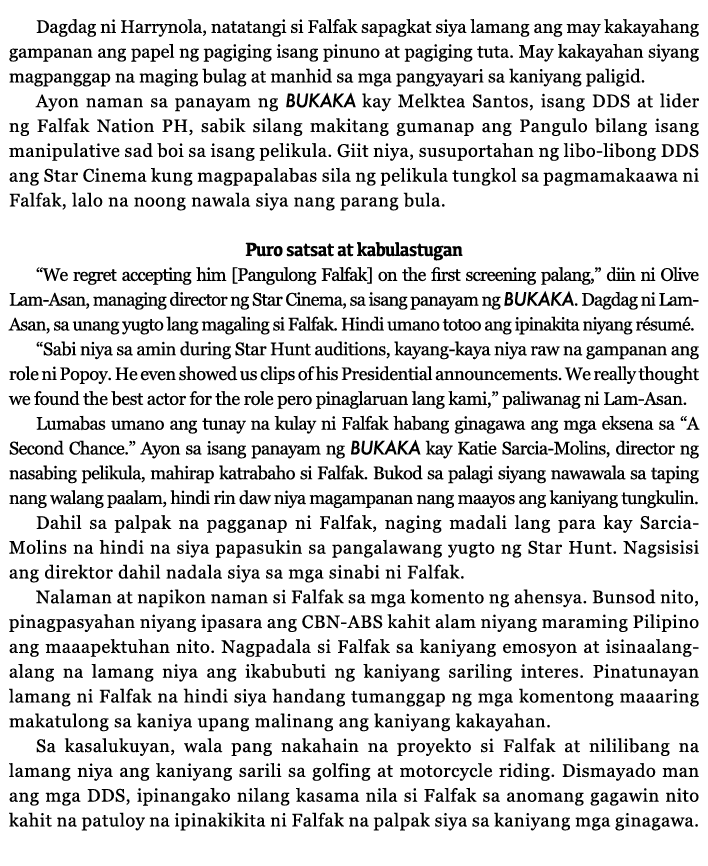 Dagdag ni Harrynola, natatangi si Falfak sapagkat siya lamang ang may kakayahang
gampanan ang papel ng pagiging isang pinuno at pagiging tuta. May kakayahan siyang
magpanggap na maging bulag at manhid sa mga pangyayari sa kaniyang paligid.
Ayon naman sa panayam ng BUKAKA kay Melktea Santos, isang DDS at lider
ng Falfak Nation PH, sabik silang makitang gumanap ang Pangulo bilang isang
manipulative sad boi sa isang pelikula. Giit niya, susuportahan ng libo-libong DDS
ang Star Cinema kung magpapalabas sila ng pelikula tungkol sa pagmamakaawa ni
Falfak, lalo na noong nawala siya nang parang bula.
Puro satsat at kabulastugan
“We regret accepting him [Pangulong Falfak] on the first screening palang,” diin ni Olive
Lam-Asan, managing director ng Star Cinema, sa isang panayam ng BUKAKA. Dagdag ni Lam-
Asan, sa unang yugto lang magaling si Falfak. Hindi umano totoo ang ipinakita niyang résumé.
“Sabi niya sa amin during Star Hunt auditions, kayang-kaya niya raw na gampanan ang
role ni Popoy. He even showed us clips of his Presidential announcements. We really thought
we found the best actor for the role pero pinaglaruan lang kami,” paliwanag ni Lam-Asan.
Lumabas umano ang tunay na kulay ni Falfak habang ginagawa ang mga eksena sa “A
Second Chance.” Ayon sa isang panayam ng BUKAKA kay Katie Sarcia-Molins, director ng
nasabing pelikula, mahirap katrabaho si Falfak. Bukod sa palagi siyang nawawala sa taping
nang walang paalam, hindi rin daw niya magampanan nang maayos ang kaniyang tungkulin.
Dahil sa palpak na pagganap ni Falfak, naging madali lang para kay Sarcia-
Molins na hindi na siya papasukin sa pangalawang yugto ng Star Hunt. Nagsisisi
ang direktor dahil nadala siya sa mga sinabi ni Falfak.
Nalaman at napikon naman si Falfak sa mga komento ng ahensya. Bunsod nito,
pinagpasyahan niyang ipasara ang CBN-ABS kahit alam niyang maraming Pilipino
ang maaapektuhan nito. Nagpadala si Falfak sa kaniyang emosyon at isinaalang-
alang na lamang niya ang ikabubuti ng kaniyang sariling interes. Pinatunayan
lamang ni Falfak na hindi siya handang tumanggap ng mga komentong maaaring
makatulong sa kaniya upang malinang ang kaniyang kakayahan.
Sa kasalukuyan, wala pang nakahain na proyekto si Falfak at nililibang na
lamang niya ang kaniyang sarili sa golfing at motorcycle riding. Dismayado man
ang mga DDS, ipinangako nilang kasama nila si Falfak sa anomang gagawin nito
kahit na patuloy na ipinakikita ni Falfak na palpak siya sa kaniyang mga ginagawa.